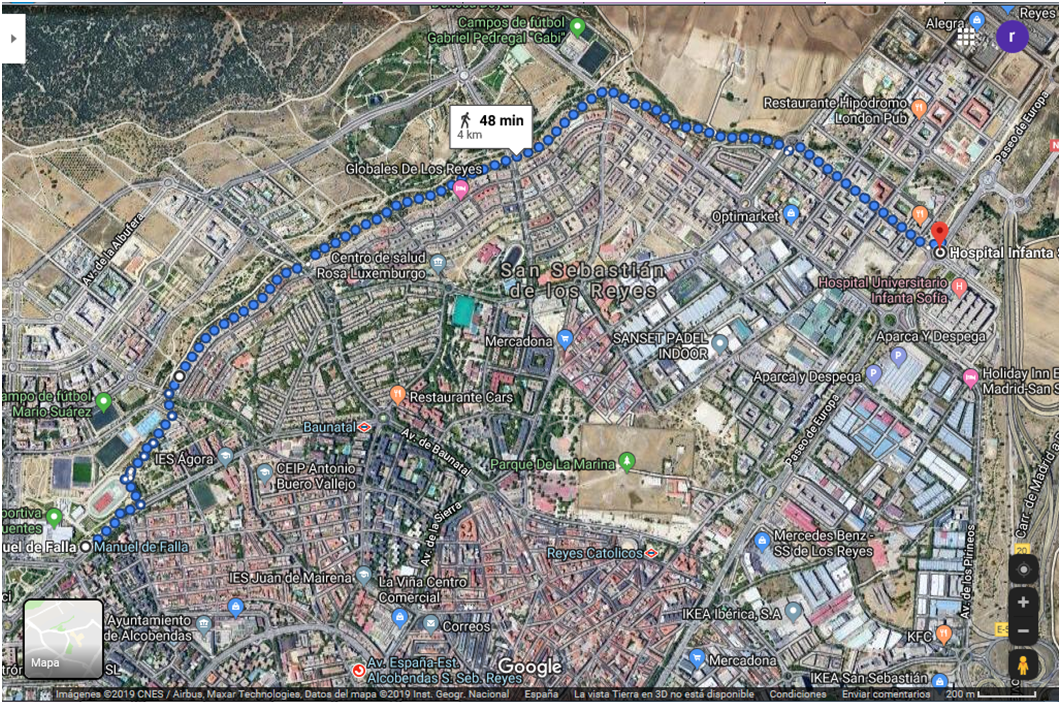 Campos de fútbol
"Gabriel Pedregal "Gabi"
Reyes
Alegra
r
48 min
4 km
Restaurante Hipódromo
London Pub
Paseo de Europa
Globales De Los Reyes
Av. de la Albufera
Optimarket
Centro de salud
Rosa Luxemburgo
San Sebastián
de los Reyes
Hospital Infanta
Hospital Universitario
Infanta Sofía
Mercadona
SANSET PADEL
INDOOR
Aparca Y Despega
Aparca y Despega
Holiday Inn E
Madrid-San S
ampo de fútbol
Mario Suárez
Restaurante Cars
Baunatal
Av. de Baunatal
Paseo de Europa
IES Ágora
CEIP Antonio
Buero Vallejo
Parque De La Marina
Carr. de Madrid a
portiva
uentes
Av. de la Sierra
uel de Falla
Manuel de Falla
Reyes Catolicos
Mercedes Benz -
SS de Los Reyes
20
Av. de los Pirineos
IES Juan de Mairena
La Viña Centro
Comercial
Ayuntamiento
de Alcobendas
Correos
IKEA Ibérica, S.A
KFC
E-5
Mapa
SL
Av. España-Est.
Alcobendas S. Seb. Reyes
Google
Mercadona
IKEA San Sebastián
Imágenes ©2019 CNES / Airbus, Maxar Technologies, Datos del mapa ©2019 Inst. Geogr. Nacional España La vista Tierra en 3D no está disponible Condiciones Enviar comentarios 200 m